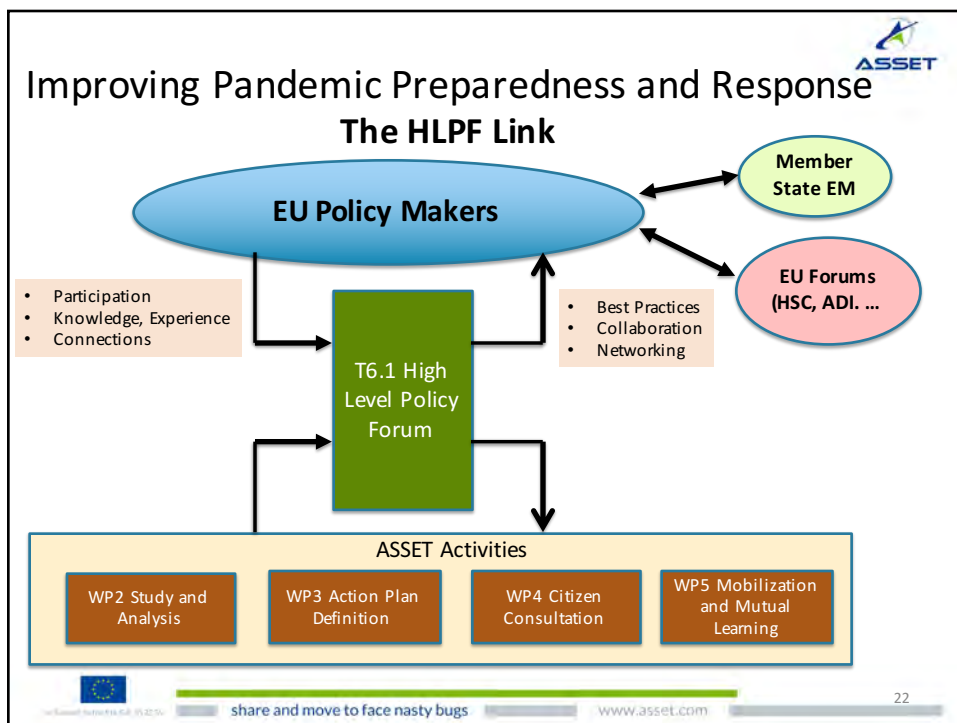 ASSET
Improving Pandemic Preparedness and Response
The HLPF Link
Member
State EM
EU Policy Makers
EU Forums
(HSC, ADI. ...
• Participation
• Knowledge, Experience
• Connections
• Best Practices
• Collaboration
• Networking
T6.1 High
Level Policy
Forum
ASSET Activities
WP2 Study and
Analysis
WP3 Action Plan
Definition
WP4 Citizen
Consultation
WP5 Mobilization
and Mutual
Learning
share and move to face nasty bugs
www.asset.com
22